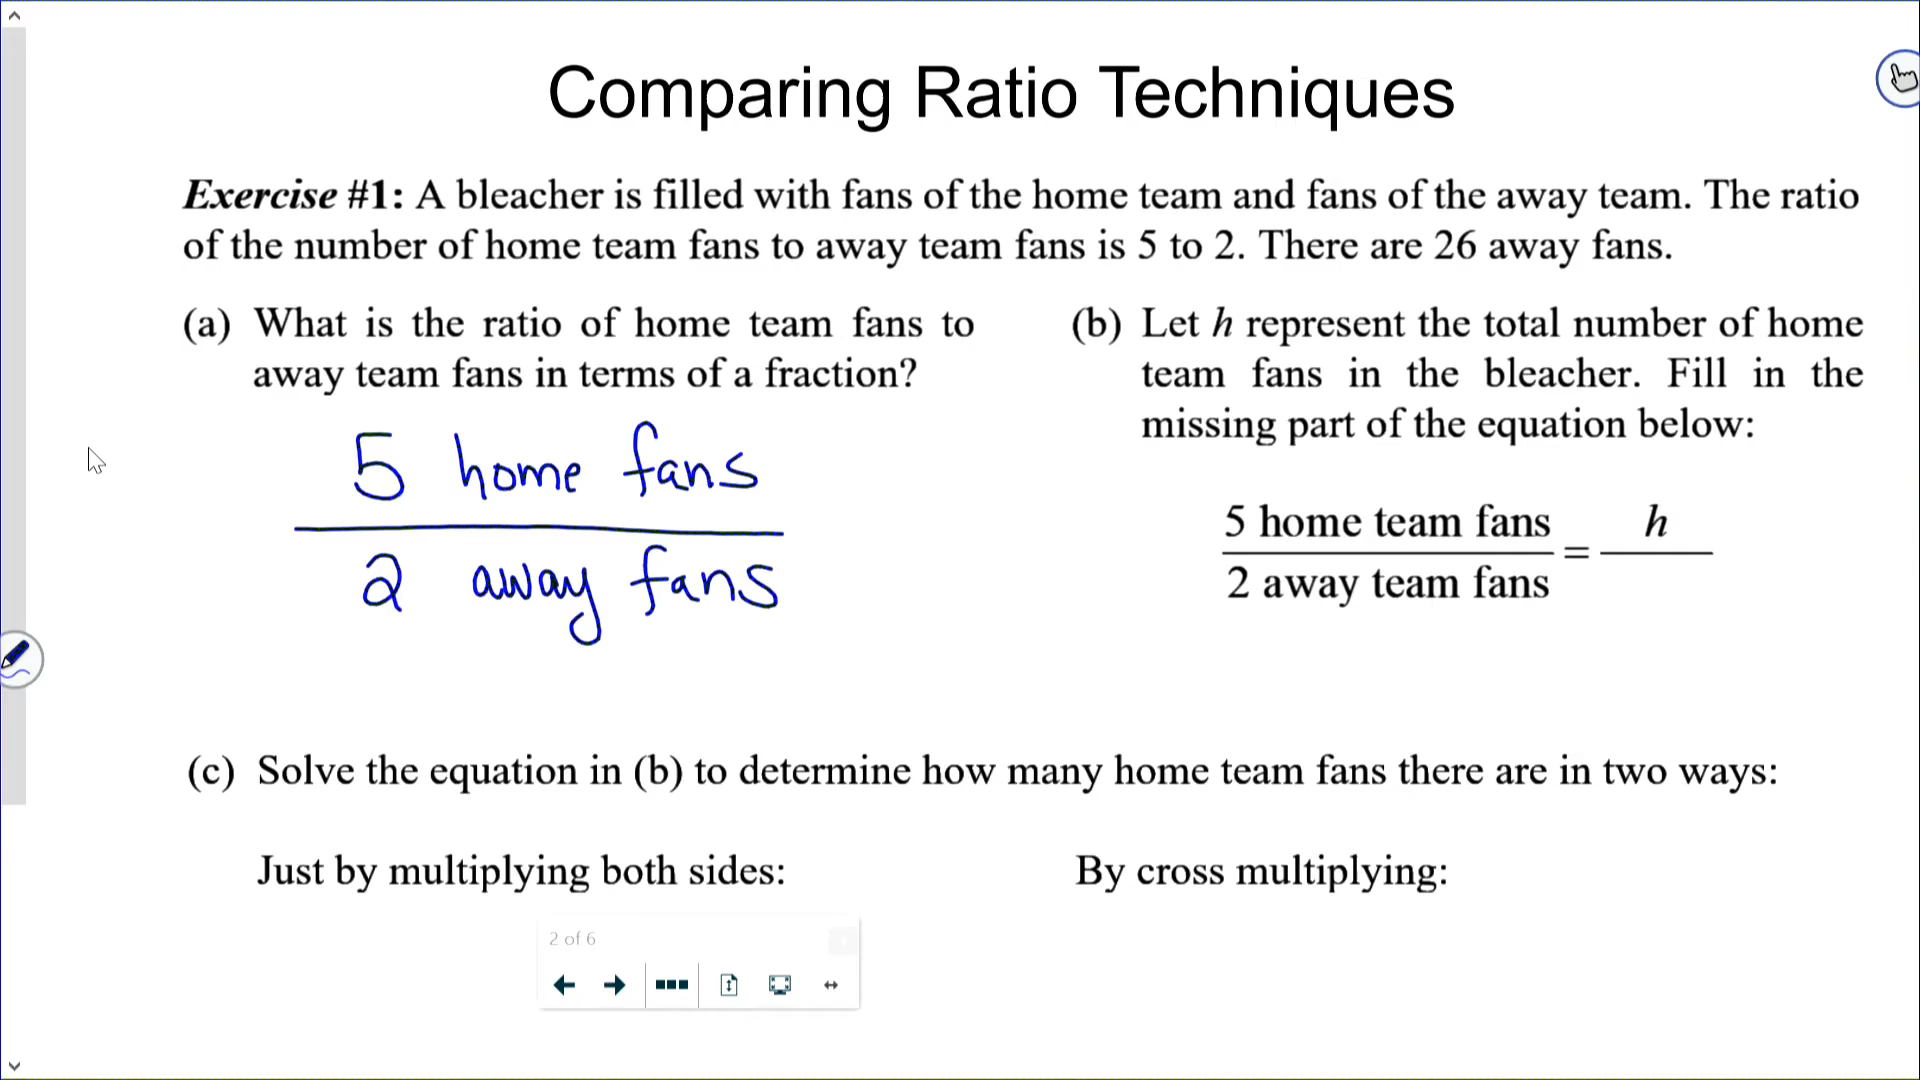 Comparing Ratio Techniques
Exercise #1: A bleacher is filled with fans of the home team and fans of the away team. The ratio
of the number of home team fans to away team fans is 5 to 2. There are 26 away fans.
(a) What is the ratio of home team fans to
away team fans in terms of a fraction?
5 home fans
2 away fans
(b) Let h represent the total number of home
team fans in the bleacher. Fill in the
missing part of the equation below:
5 home team fans = h
2 away team fans
(c) Solve the equation in (b) to determine how many home team fans there are in two ways:
Just by multiplying both sides:
By cross multiplying:
2 of 6